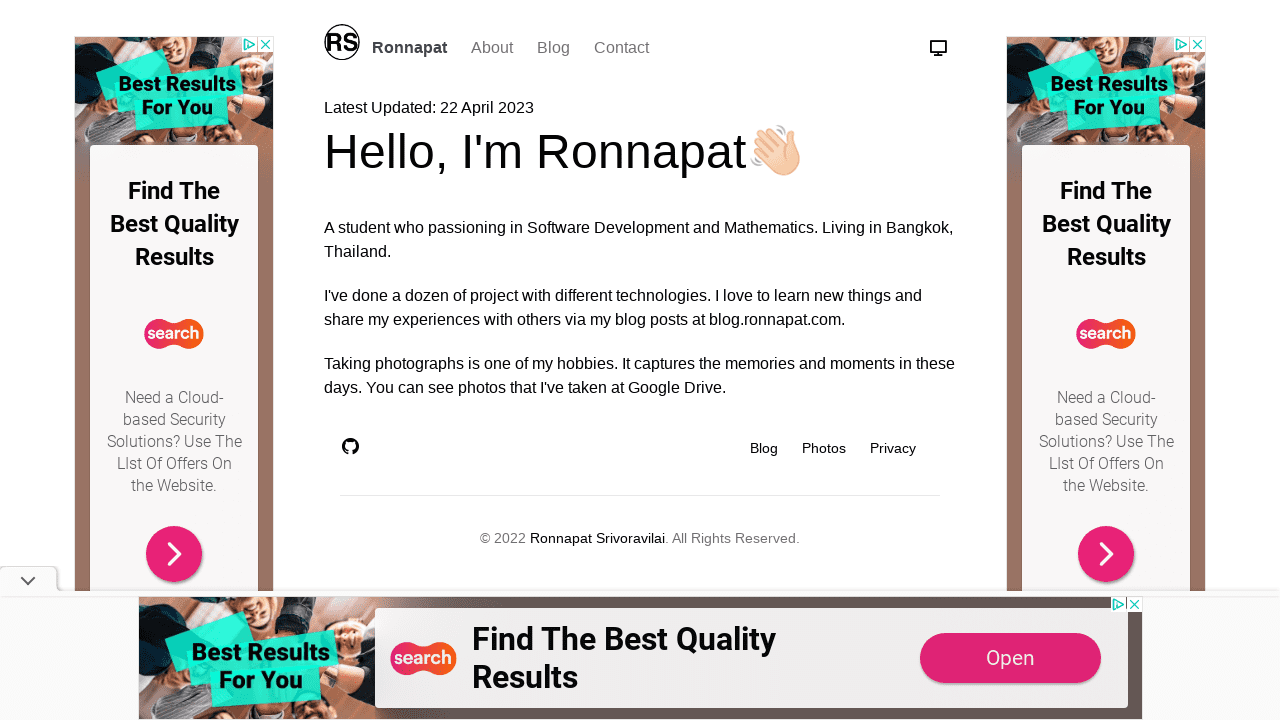 RS
Ronnapat About Blog Contact
Latest Updated: 22 April 2023
Hello, I'm Ronnapat👋🏻
A student who passioning in Software Development and Mathematics. Living in Bangkok,
Thailand.
I've done a dozen of project with different technologies. I love to learn new things and
share my experiences with others via my blog posts at blog.ronnapat.com.
Taking photographs is one of my hobbies. It captures the memories and moments in these
days. You can see photos that I've taken at Google Drive.
Blog Photos Privacy
© 2022 Ronnapat Srivoravilai. All Rights Reserved.
Best Results
For You
Find The
Best Quality
Results
search
Need a Cloud-
based Security
Solutions? Use The
LIst Of Offers On
the Website.
Best Results
For You
Find The
Best Quality
Results
search
Need a Cloud-
based Security
Solutions? Use The
LIst Of Offers On
the Website.
Best Results
For You
search
Find The Best Quality
Results
Open